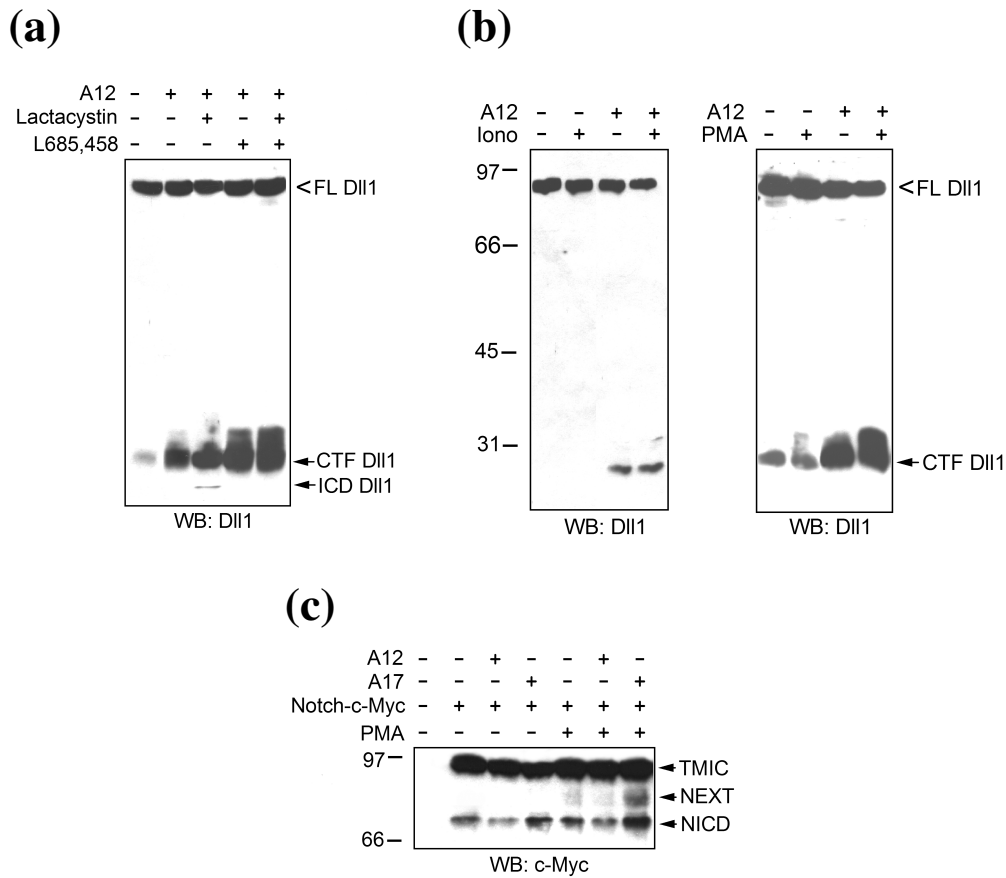 (a)
A12 - + + + +
Lactacystin - - + - +
L685,458 - - - + +
< FL Dll1
CTF Dll1
ICD Dll1
WB: Dll1
(b)
A12 - - + +
Iono - + - +
97
66
45
31
WB: Dll1
A12 - - + +
PMA - + - +
< FL Dll1
CTF Dll1
WB: Dll1
(c)
A12 - - + - - + -
A17 - - - + - - +
Notch-c-Myc - + + + + + +
PMA - - - - + + +
97
66
TMIC
NEXT
NICD
WB: c-Myc